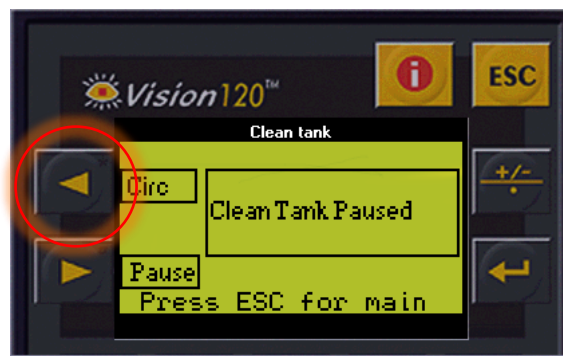 Vision120™
i
ESC
Clean tank
Circ
Clean Tank Paused
+/-
Pause
Press ESC for main